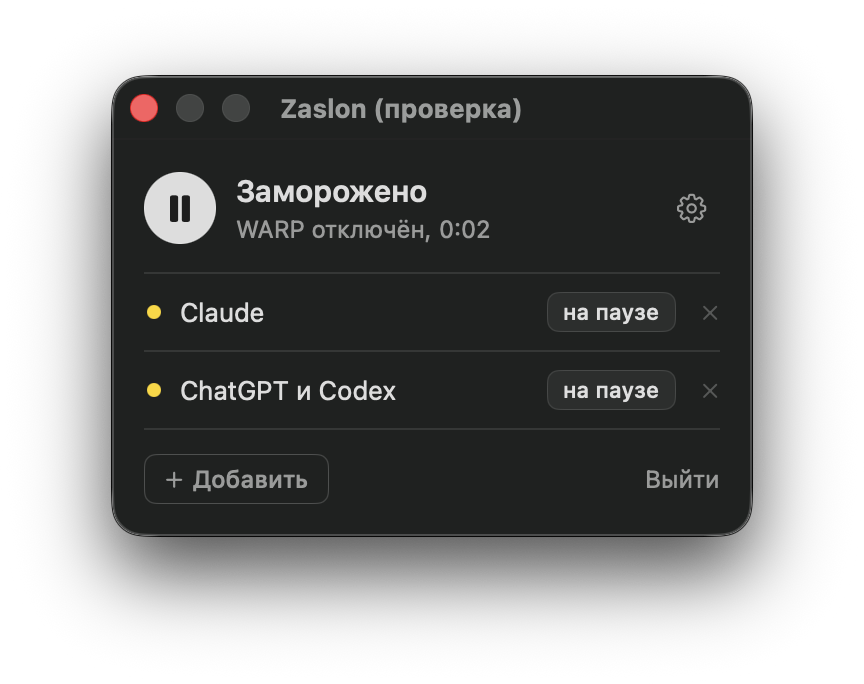 Zaslon (проверка)
Заморожено
WARP отключён, 0:02
Claude на паузе ×
ChatGPT и Codex на паузе ×
+ Добавить Выйти